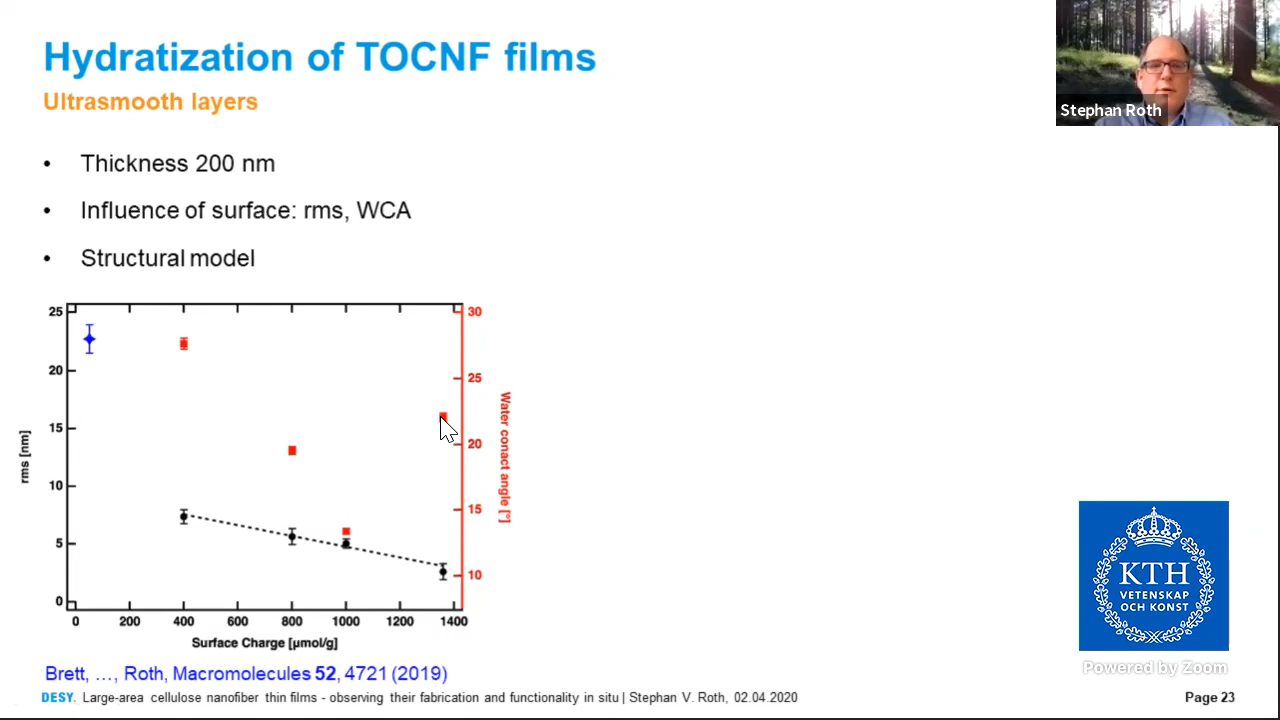 Hydratization of TOCNF films
Ultrasmooth layers
Stephan Roth
• Thickness 200 nm
• Influence of surface: rms, WCA
• Structural model
25
20
15
10
5
0
rms [nm]
30
25
20
15
10
Water conact angle [°]
0 200 400 600 800 1000 1200 1400
Surface Charge [µmol/g]
KTH
VETENSKAP
OCH KONST
Powered by Zoom
Brett, …, Roth, Macromolecules 52, 4721 (2019)
DESY. Large-area cellulose nanofiber thin films - observing their fabrication and functionality in situ | Stephan V. Roth, 02.04.2020
Page 23